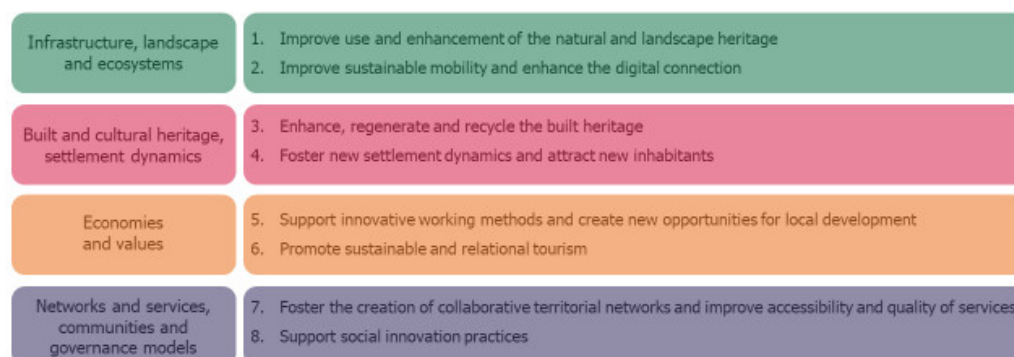 Infrastructure, landscape
and ecosystems
1. Improve use and enhancement of the natural and landscape heritage
2. Improve sustainable mobility and enhance the digital connection
Built and cultural heritage,
settlement dynamics
3. Enhance, regenerate and recycle the built heritage
4. Foster new settlement dynamics and attract new inhabitants
Economies
and values
5. Support innovative working methods and create new opportunities for local development
6. Promote sustainable and relational tourism
Networks and services,
communities and
governance models
7. Foster the creation of collaborative territorial networks and improve accessibility and quality of services
8. Support social innovation practices